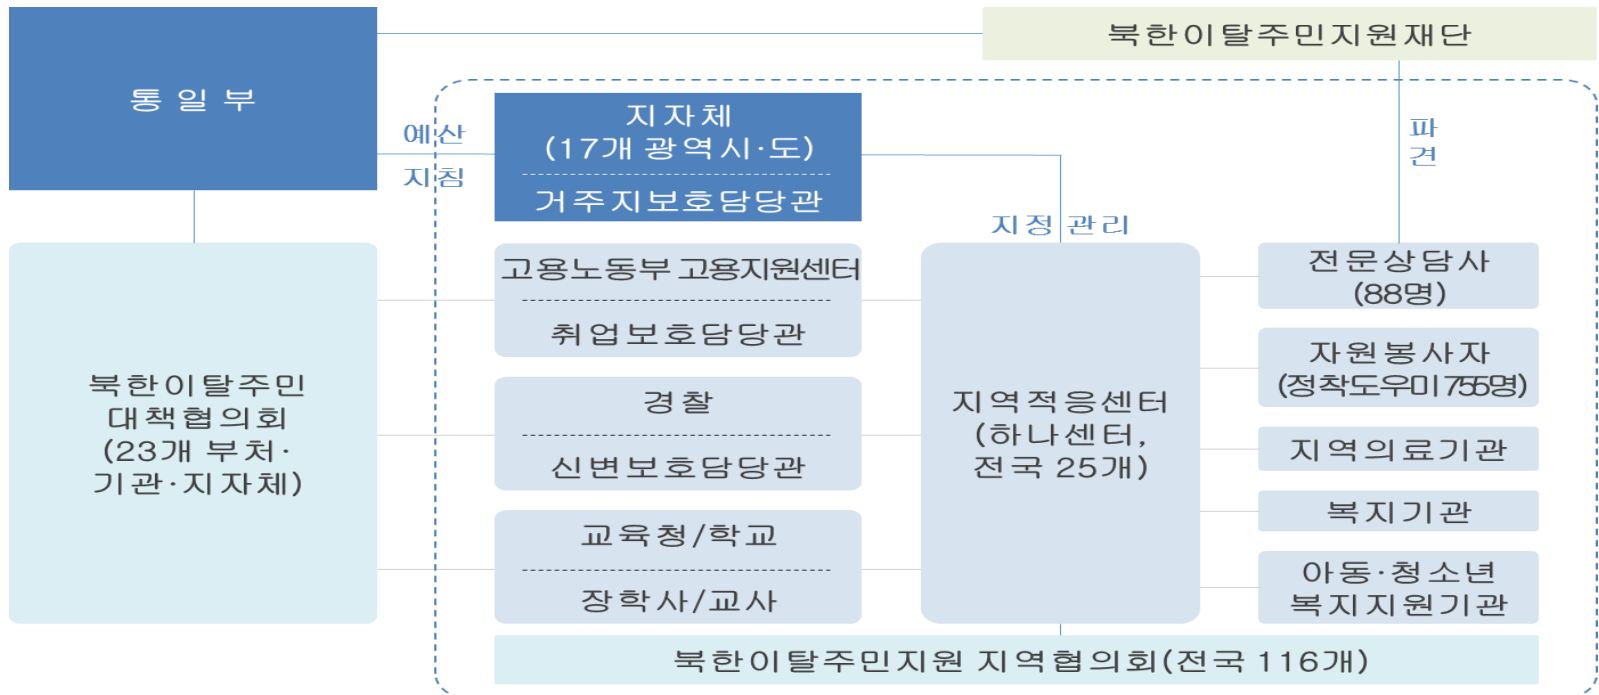 북한이탈주민지원재단
통일부
예산
지침
지자체
(17개 광역시·도)
거주지보호담당관
파
견
지정 관리
북한이탈주민
대책협의회
(23개 부처·
기관·지자체)
고용노동부 고용지원센터
취업보호담당관
경찰
신변보호담당관
교육청/학교
장학사/교사
지역적응센터
(하나센터,
전국 25개)
전문상담사
(88명)
자원봉사자
(정착도우미 755명)
지역의료기관
복지기관
아동·청소년
복지지원기관
북한이탈주민지원 지역협의회(전국 116개)